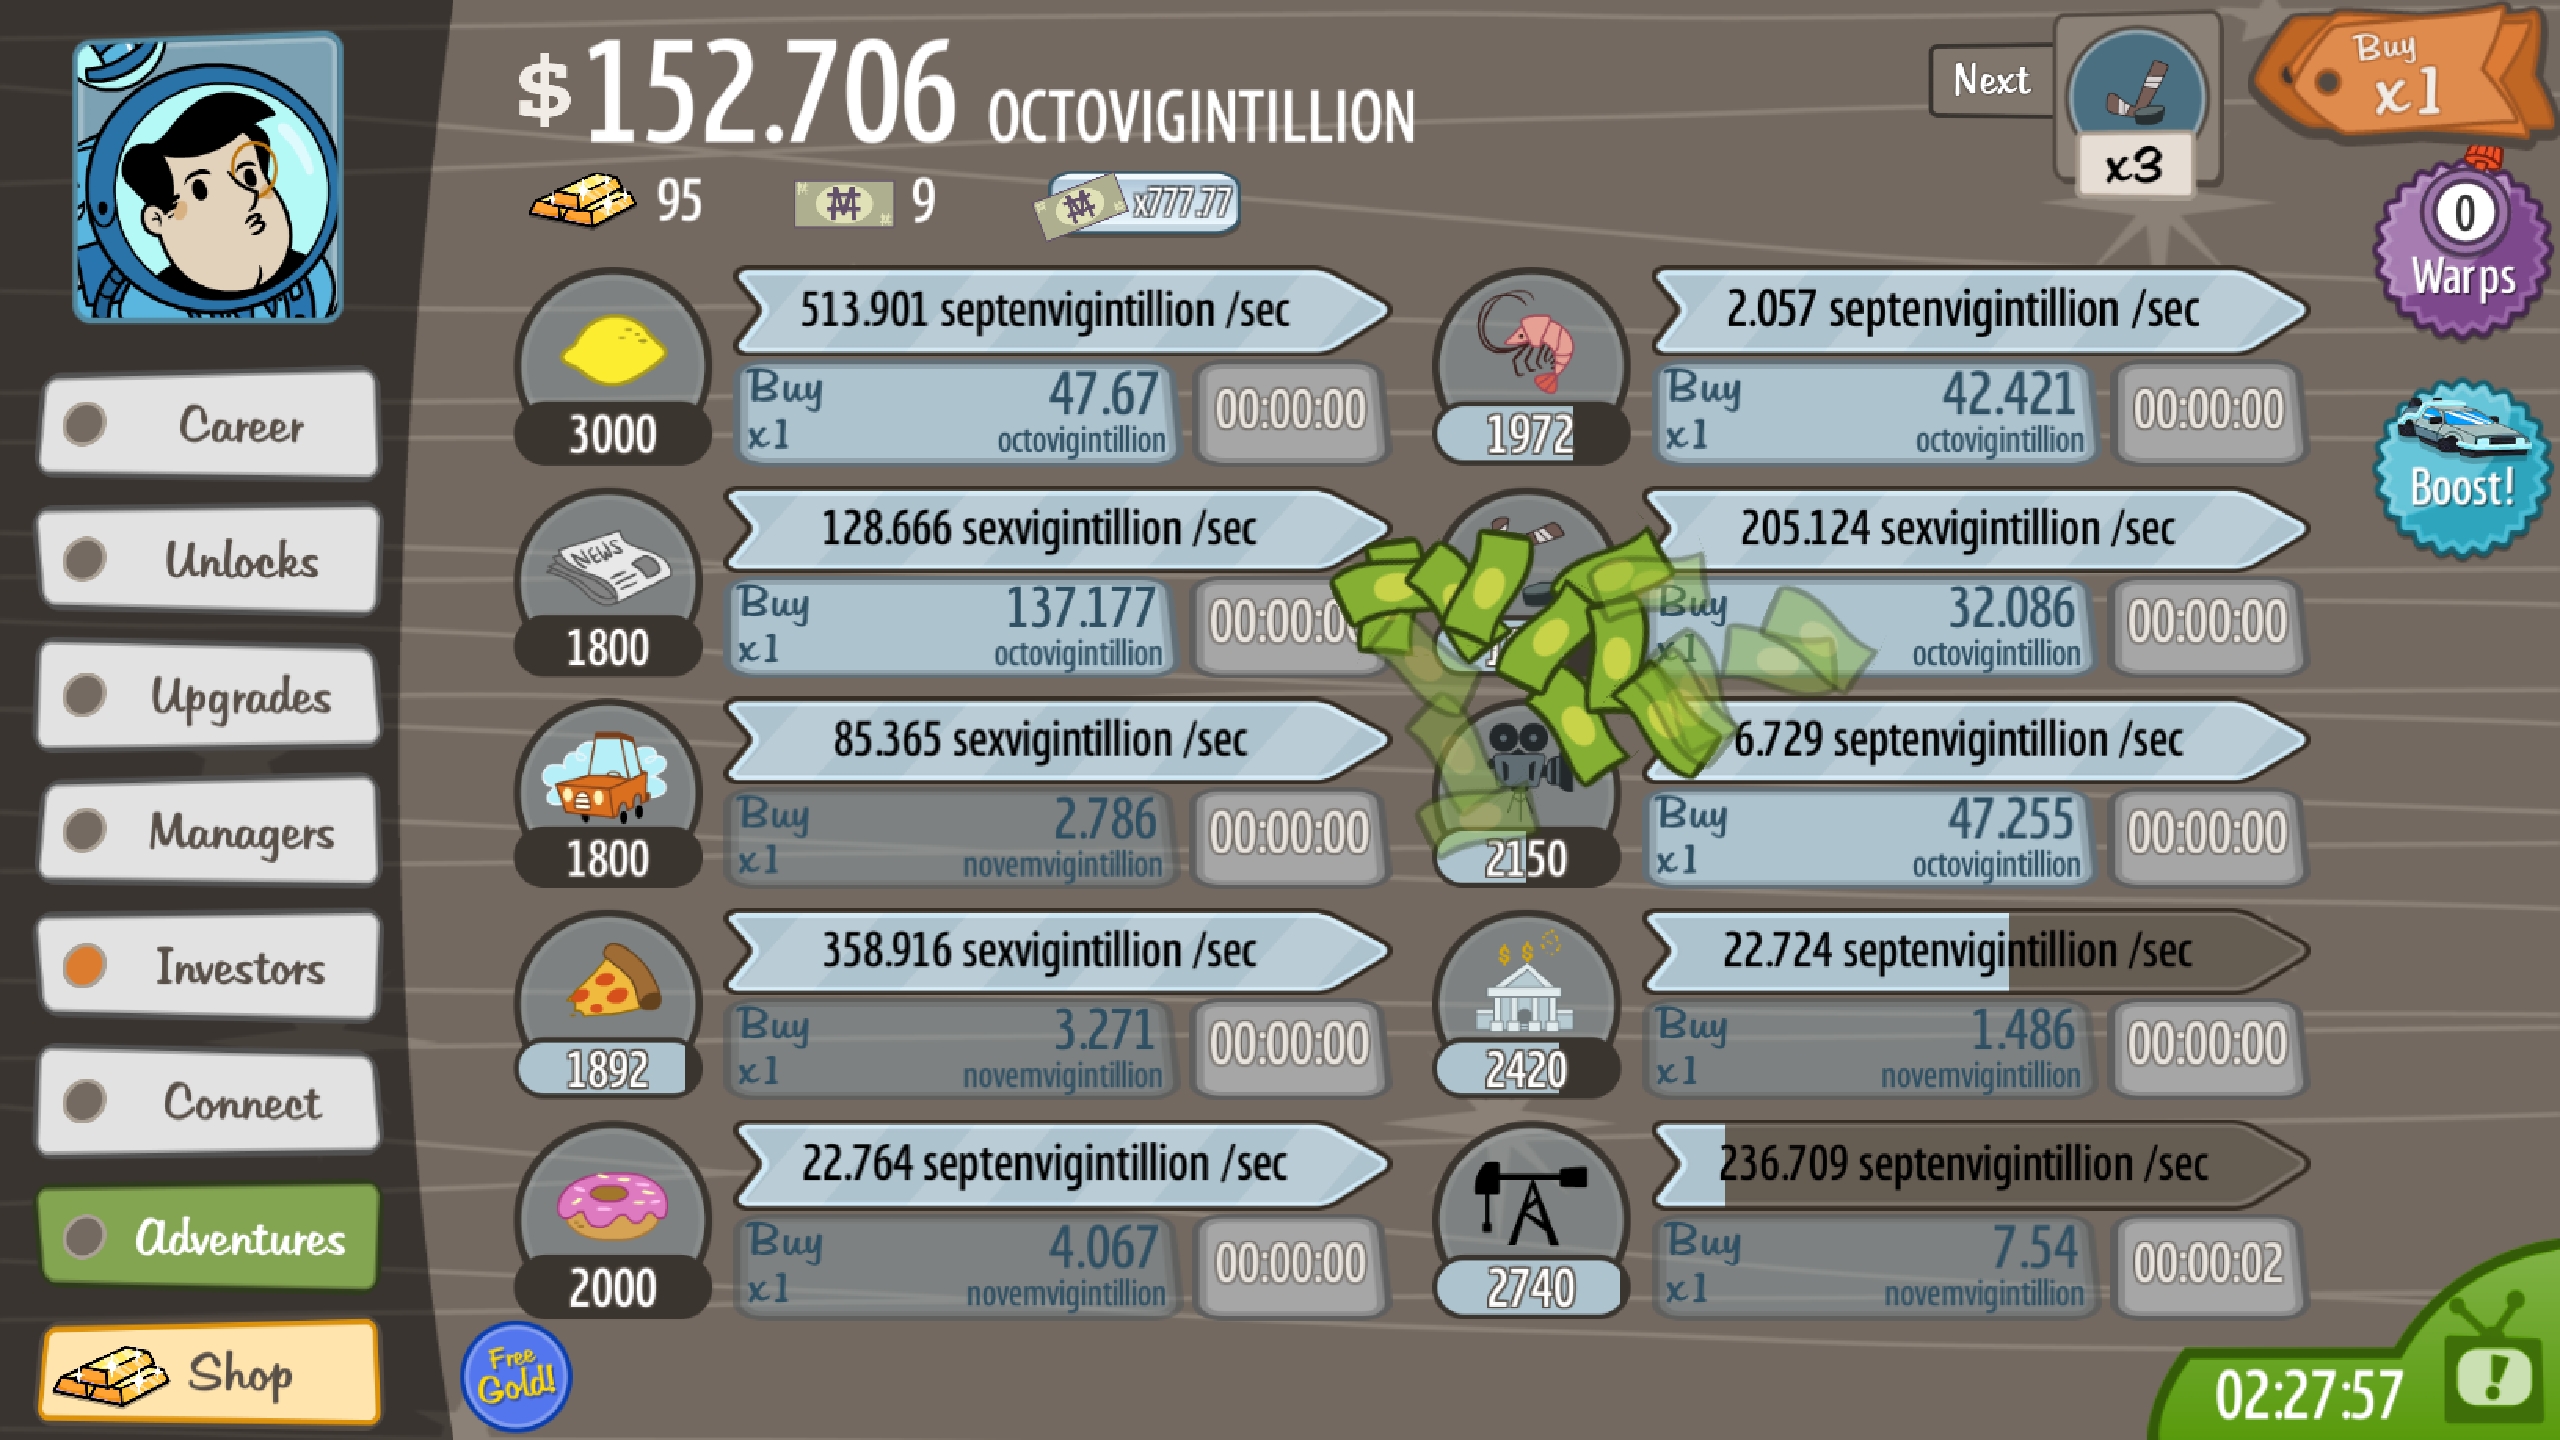 $152.706 OCTOVIGINTILLION
Next
x3
Buy
x1
95
9
x777.77
0
Warps
Boost!
Career
Unlocks
Upgrades
Managers
Investors
Connect
Adventures
Shop
513.901 septenvigintillion /sec
Buy 47.67
x1 octovigintillion
00:00:00
3000
NEWS
128.666 sexvigintillion /sec
Buy 137.177
x1 octovigintillion
1800
85.365 sexvigintillion /sec
Buy 2.786
x1 novemvigintillion
00:00:00
1800
358.916 sexvigintillion /sec
Buy 3.271
x1 novemvigintillion
00:00:00
1892
22.764 septenvigintillion /sec
Buy 4.067
x1 novemvigintillion
00:00:00
2000
2.057 septenvigintillion /sec
Buy 42.421
x1 octovigintillion
00:00:00
1972
205.124 sexvigintillion /sec
Buy 32.086
x1 octovigintillion
00:00:00
6.729 septenvigintillion /sec
Buy 47.255
x1 octovigintillion
00:00:00
2150
$ $
22.724 septenvigintillion /sec
Buy 1.486
x1 novemvigintillion
00:00:00
2420
236.709 septenvigintillion /sec
Buy 7.54
x1 novemvigintillion
00:00:02
2740
Free
Gold!
02:27:57
!